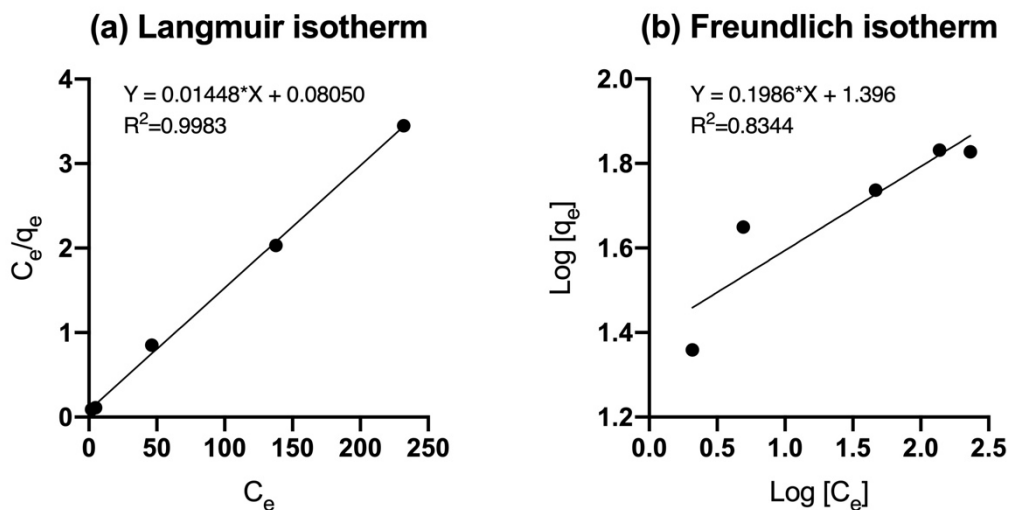 (a) Langmuir isotherm
Y = 0.01448*X + 0.08050
R²=0.9983
4
3
2
1
0
0 50 100 150 200 250
Cₑ/qₑ
Cₑ
(b) Freundlich isotherm
Y = 0.1986*X + 1.396
R²=0.8344
2.0
1.8
1.6
1.4
1.2
0.0 0.5 1.0 1.5 2.0 2.5
Log [qₑ]
Log [Cₑ]